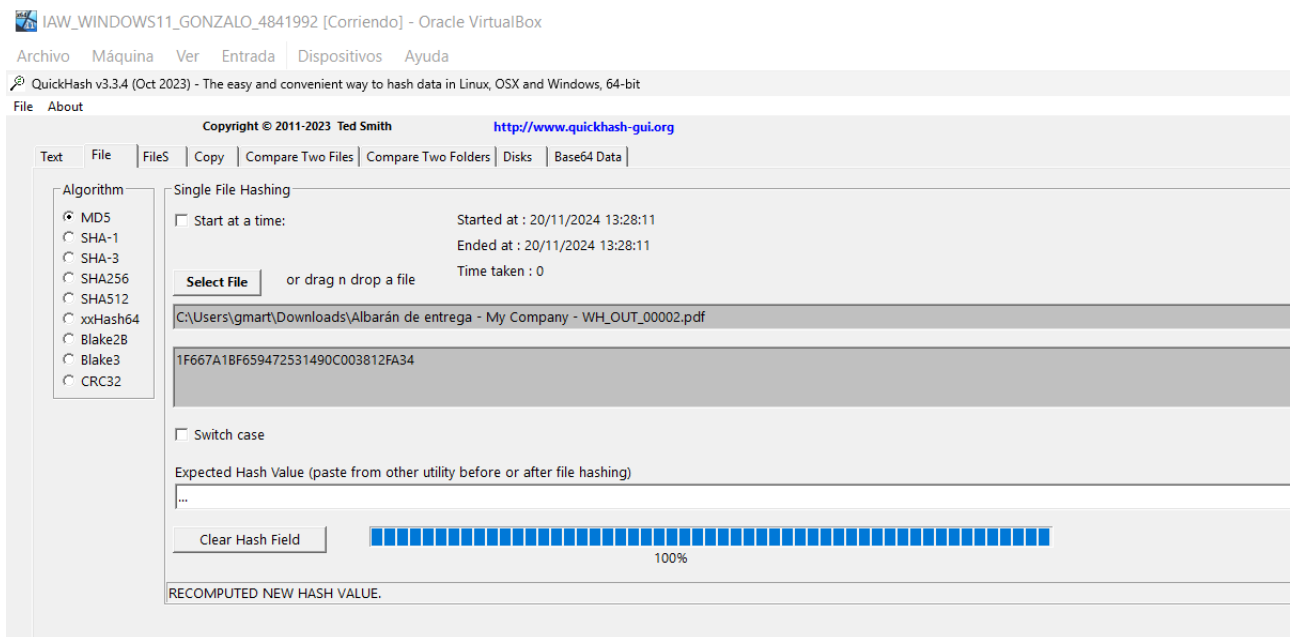 IAW_WINDOWS11_GONZALO_4841992 [Corriendo] - Oracle VirtualBox
Archivo Máquina Ver Entrada Dispositivos Ayuda
QuickHash v3.3.4 (Oct 2023) - The easy and convenient way to hash data in Linux, OSX and Windows, 64-bit
File About
Copyright © 2011-2023 Ted Smith http://www.quickhash-gui.org
Text File FileS Copy Compare Two Files Compare Two Folders Disks Base64 Data
Algorithm
MD5
SHA-1
SHA-3
SHA256
SHA512
xxHash64
Blake2B
Blake3
CRC32
Single File Hashing
Start at a time: Started at : 20/11/2024 13:28:11
Ended at : 20/11/2024 13:28:11
Time taken : 0
Select File or drag n drop a file
C:\Users\gmart\Downloads\Albarán de entrega - My Company - WH_OUT_00002.pdf
1F667A1BF659472531490C003812FA34
Switch case
Expected Hash Value (paste from other utility before or after file hashing)
...
Clear Hash Field
100%
RECOMPUTED NEW HASH VALUE.